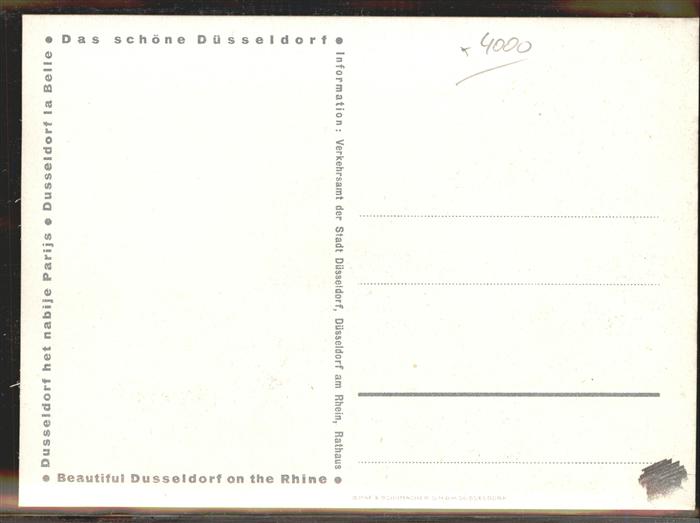 ● Das schöne Düsseldorf ●
Dusseldorf het nabije Parijs ● Dusseldorf la Belle
Information: Verkehrsamt der Stadt Düsseldorf, Düsseldorf am Rhein, Rathaus
● Beautiful Dusseldorf on the Rhine ●
4000